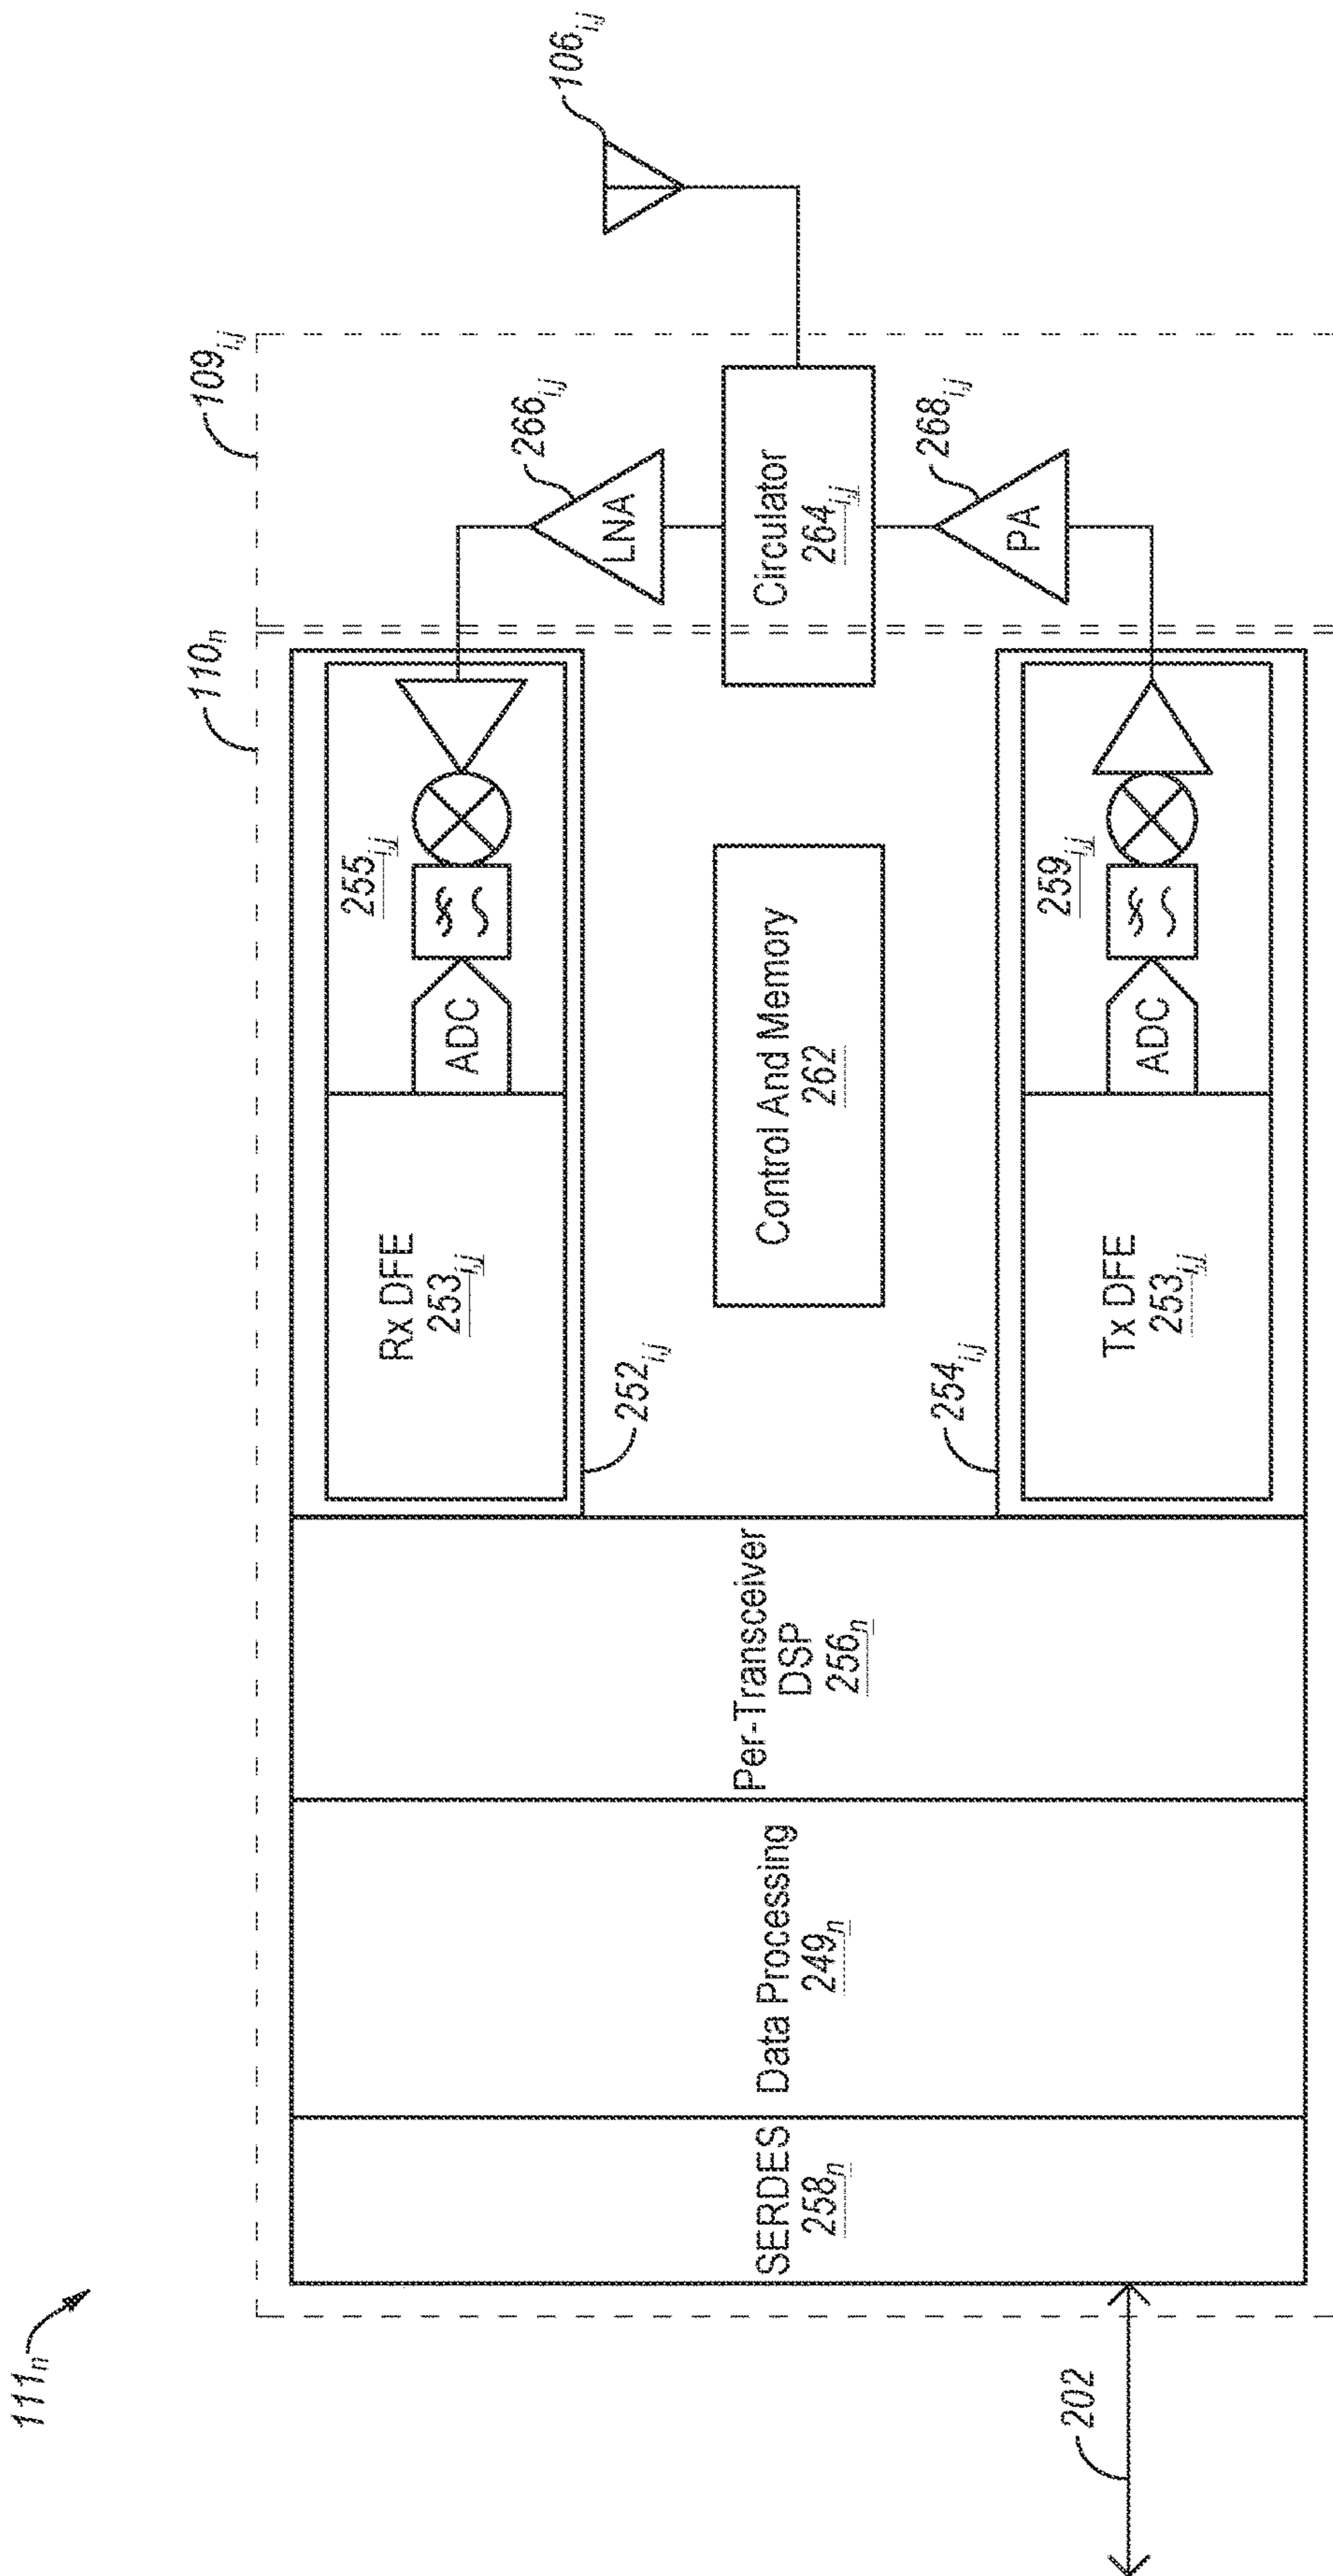 111n
110n
109i,j
106i,j
202
SERDES
258n
Data Processing
249n
Per-Transceiver
DSP
256n
Rx DFE
253i,j
ADC
255i,j
252i,j
LNA
266i,j
Control And Memory
262
Circulator
264i,j
254i,j
Tx DFE
253i,j
ADC
259i,j
PA
268i,j